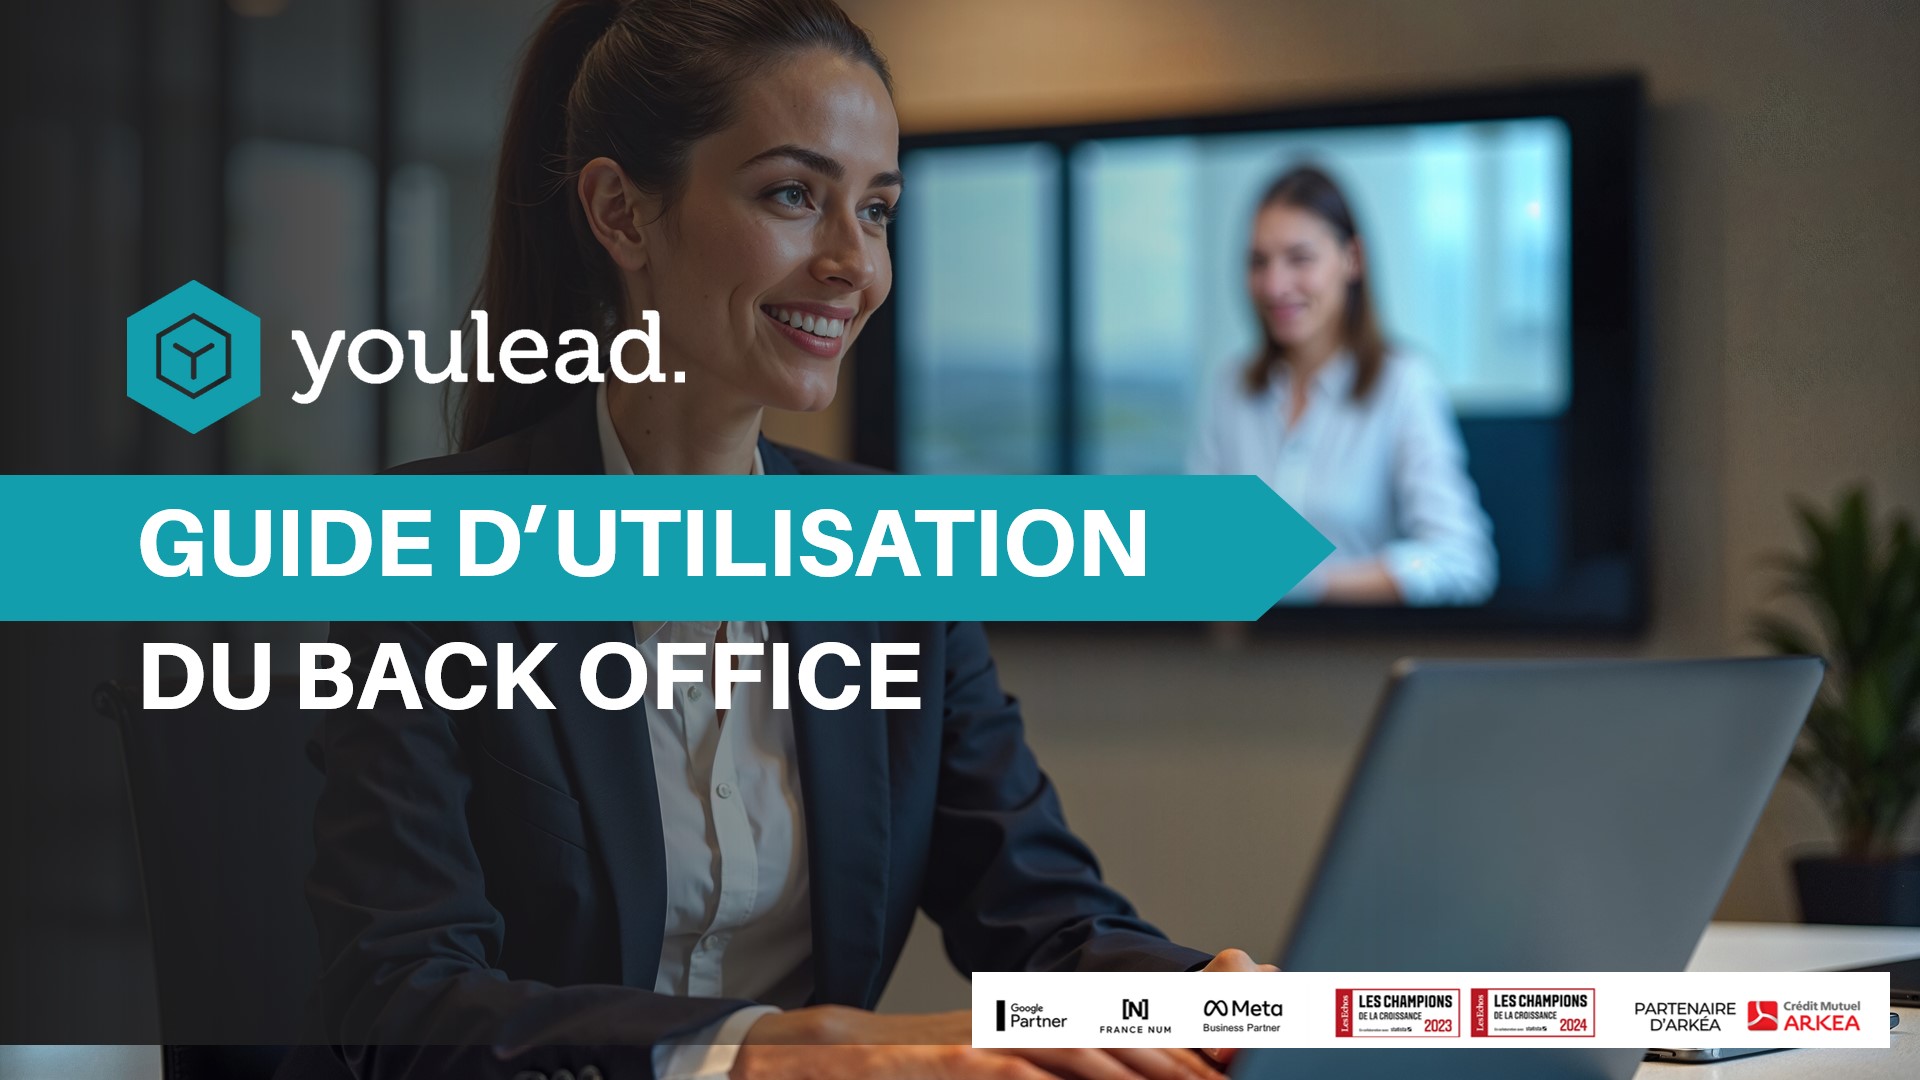 youlead.
GUIDE D’UTILISATION
DU BACK OFFICE
Google
Partner
FRANCE NUM
Meta
Business Partner
Les Echos
LES CHAMPIONS
DE LA CROISSANCE
2023
Les Echos
LES CHAMPIONS
DE LA CROISSANCE
2024
PARTENAIRE
D’ARKÉA
Crédit Mutuel
ARKEA